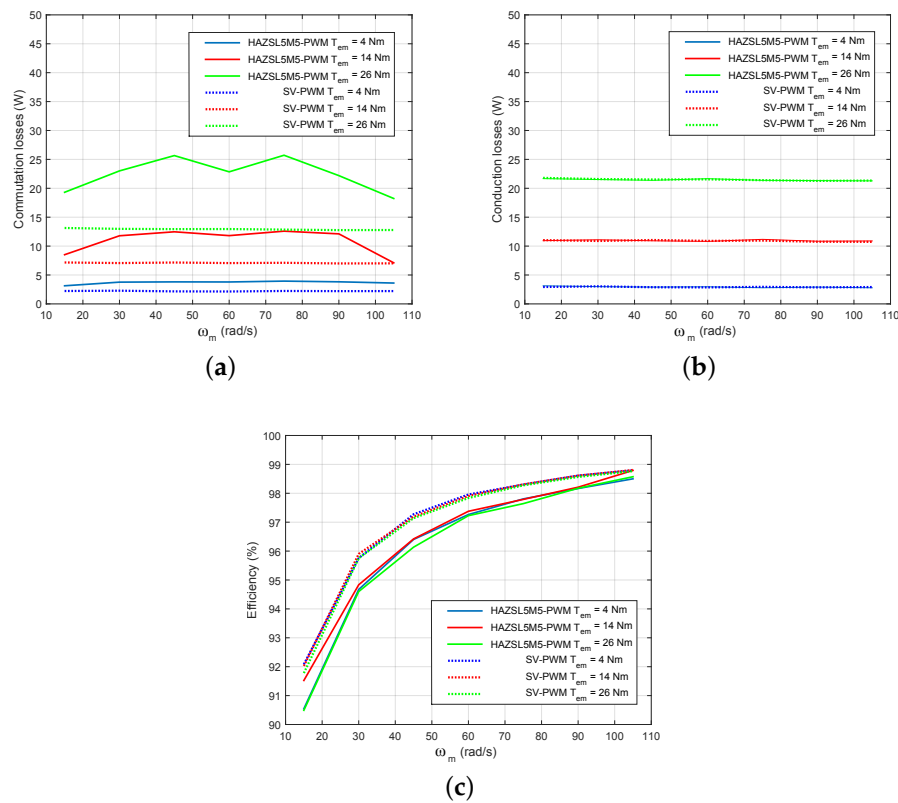 50
45
40
35
30
25
20
15
10
5
0
Commutation losses (W)
HAZSL5M5-PWM T_em = 4 Nm
HAZSL5M5-PWM T_em = 14 Nm
HAZSL5M5-PWM T_em = 26 Nm
SV-PWM T_em = 4 Nm
SV-PWM T_em = 14 Nm
SV-PWM T_em = 26 Nm
10 20 30 40 50 60 70 80 90 100 110
ω_m (rad/s)
(a)
50
45
40
35
30
25
20
15
10
5
0
Conduction losses (W)
HAZSL5M5-PWM T_em = 4 Nm
HAZSL5M5-PWM T_em = 14 Nm
HAZSL5M5-PWM T_em = 26 Nm
SV-PWM T_em = 4 Nm
SV-PWM T_em = 14 Nm
SV-PWM T_em = 26 Nm
10 20 30 40 50 60 70 80 90 100 110
ω_m (rad/s)
(b)
100
99
98
97
96
95
94
93
92
91
90
Efficiency (%)
HAZSL5M5-PWM T_em = 4 Nm
HAZSL5M5-PWM T_em = 14 Nm
HAZSL5M5-PWM T_em = 26 Nm
SV-PWM T_em = 4 Nm
SV-PWM T_em = 14 Nm
SV-PWM T_em = 26 Nm
10 20 30 40 50 60 70 80 90 100 110
ω_m (rad/s)
(c)